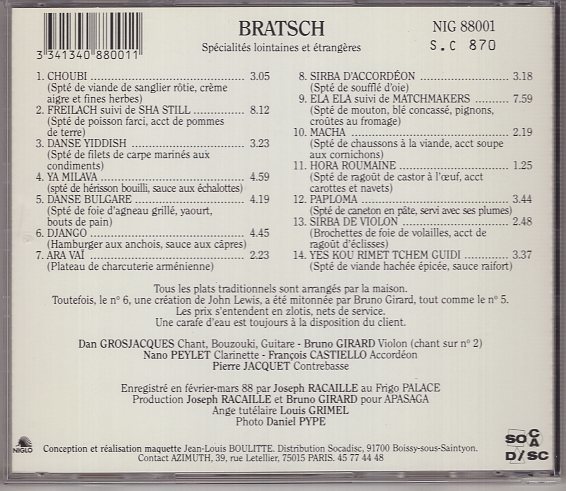 BRATSCH
Spécialités lointaines et étrangères
NIG 88001
S.C 870
3 341340 880011
1. CHOUBI 3.05
(Spté de viande de sanglier rôtie, crème
aigre et fines herbes)
2. FREILACH suivi de SHA STILL 8.12
(Spté de poisson farci, acct de pommes
de terre)
3. DANSE YIDDISH 3.23
(Spté de filets de carpe marinés aux
condiments)
4. YA MILAVA 4.59
(spté de hérisson bouilli, sauce aux échalottes)
5. DANSE BULGARE 4.19
(Spté de foie d'agneau grillé, yaourt,
bouts de pain)
6. DJANGO 4.45
(Hamburger aux anchois, sauce aux câpres)
7. ARA VAÏ 2.23
(Plateau de charcuterie arménienne)
8. SIRBA D'ACCORDÉON 3.18
(Spté de soufflé d'oie)
9. ELA ELA suivi de MATCHMAKERS 7.59
(Spté de mouton, blé concassé, pignons,
croûtes au fromage)
10. MACHA 2.19
(Spté de chaussons à la viande, acct soupe
aux cornichons)
11. HORA ROUMAINE 1.25
(Spté de ragoût de castor à l'œuf, acct
carottes et navets)
12. PAPLOMA 3.44
(Spté de caneton en pâte, servi avec ses plumes)
13. SIRBA DE VIOLON 2.48
(Brochettes de foie de volailles, acct de
ragoût d'éclisses)
14. YES KOU RIMET TCHEM GUIDI 3.37
(Spté de viande hachée épicée, sauce raifort)
Tous les plats traditionnels sont arrangés par la maison.
Toutefois, le n° 6, une création de John Lewis, a été mitonnée par Bruno Girard, tout comme le n° 5.
Les prix s'entendent en zlotis, nets de service.
Une carafe d'eau est toujours à la disposition du client.
Dan GROSJACQUES Chant, Bouzouki, Guitare - Bruno GIRARD Violon (chant sur n° 2)
Nano PEYLET Clarinette - François CASTIELLO Accordéon
Pierre JACQUET Contrebasse
Enregistré en février-mars 88 par Joseph RACAILLE au Frigo PALACE
Production Joseph RACAILLE et Bruno GIRARD pour APASAGA
Ange tutélaire Louis GRIMEL
Photo Daniel PYPE
NIGLO
Conception et réalisation maquette Jean-Louis BOULITTE. Distribution Socadisc, 91700 Boissy-sous-Saintyon.
Contact AZIMUTH, 39, rue Letellier, 75015 PARIS. 45 77 44 48
SO CA
DISC